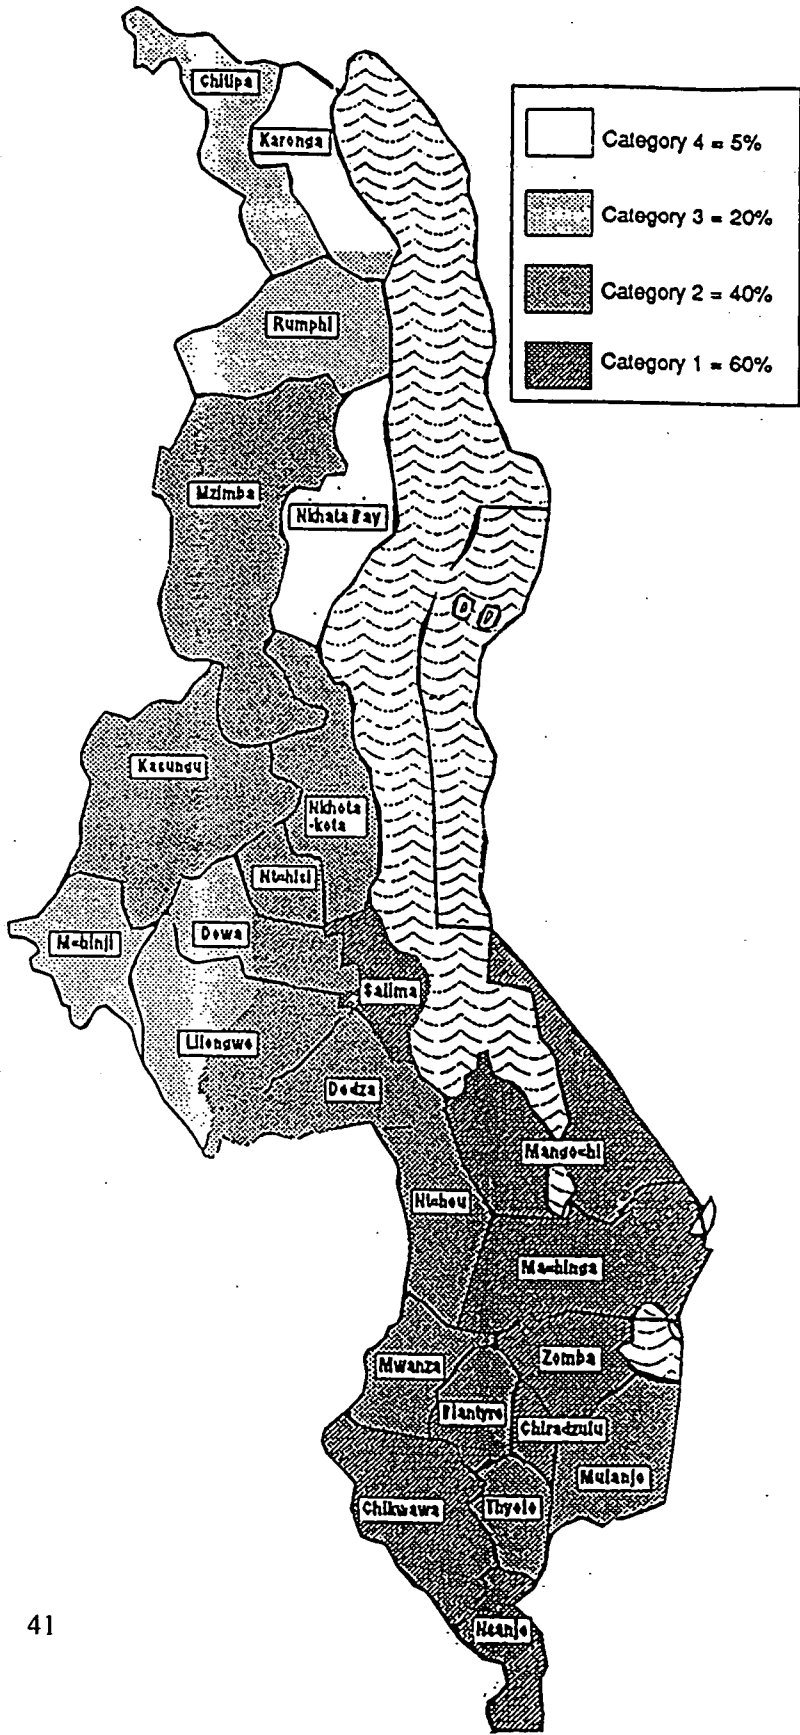 Chitipa
Karonga
Category 4 = 5%
Category 3 = 20%
Category 2 = 40%
Category 1 = 60%
Rumphi
Mzimba
Nkhata Bay
Kasungu
Nkhota
-kota
Ntchisi
Mchinji
Dowa
Salima
Lilongwe
Dedza
Mangochi
Ntcheu
Machinga
Mwanza
Zomba
Blantyre
Chiradzulu
Mulanje
Chikwawa
Thyolo
Nsanje
41